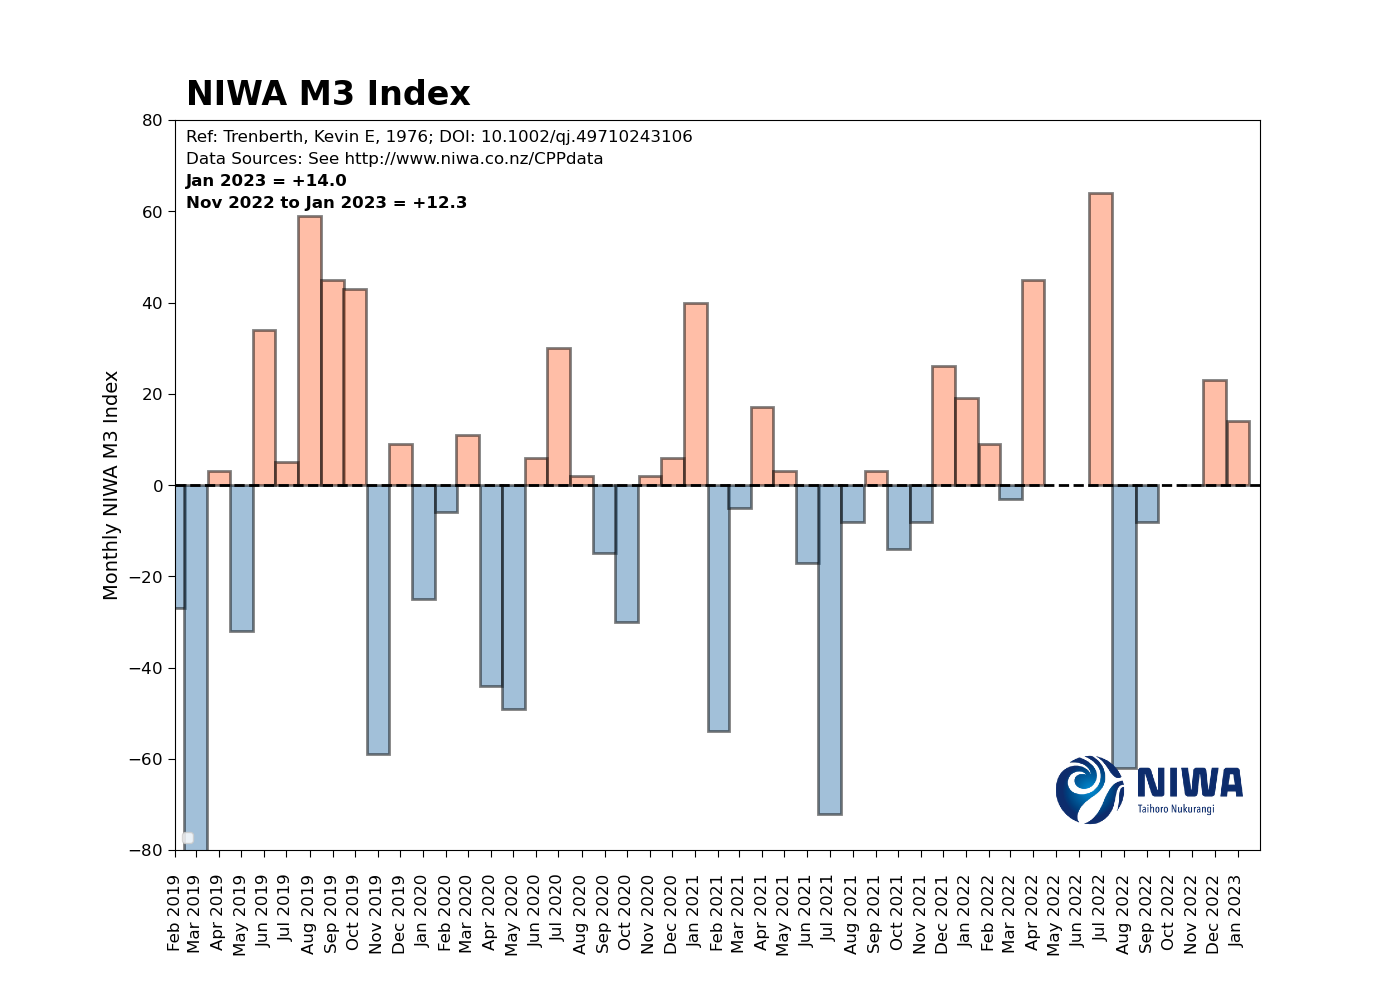 NIWA M3 Index
Ref: Trenberth, Kevin E, 1976; DOI: 10.1002/qj.49710243106
Data Sources: See http://www.niwa.co.nz/CPPdata
Jan 2023 = +14.0
Nov 2022 to Jan 2023 = +12.3
Monthly NIWA M3 Index
80
60
40
20
0
−20
−40
−60
−80
NIWA
Taihoro Nukurangi
Feb 2019
Mar 2019
Apr 2019
May 2019
Jun 2019
Jul 2019
Aug 2019
Sep 2019
Oct 2019
Nov 2019
Dec 2019
Jan 2020
Feb 2020
Mar 2020
Apr 2020
May 2020
Jun 2020
Jul 2020
Aug 2020
Sep 2020
Oct 2020
Nov 2020
Dec 2020
Jan 2021
Feb 2021
Mar 2021
Apr 2021
May 2021
Jun 2021
Jul 2021
Aug 2021
Sep 2021
Oct 2021
Nov 2021
Dec 2021
Jan 2022
Feb 2022
Mar 2022
Apr 2022
May 2022
Jun 2022
Jul 2022
Aug 2022
Sep 2022
Oct 2022
Nov 2022
Dec 2022
Jan 2023